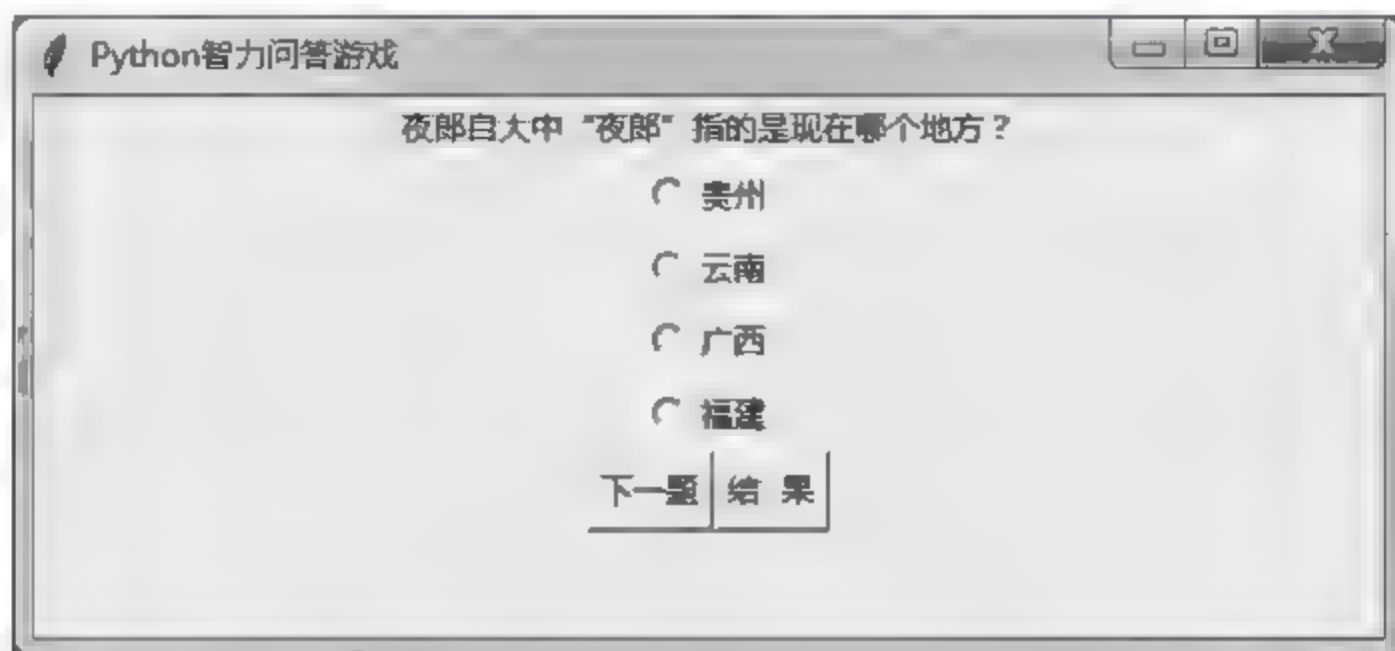 Python智力问答游戏
夜郎自大中“夜郎”指的是现在哪个地方？
贵州
云南
广西
福建
下一题 结 果